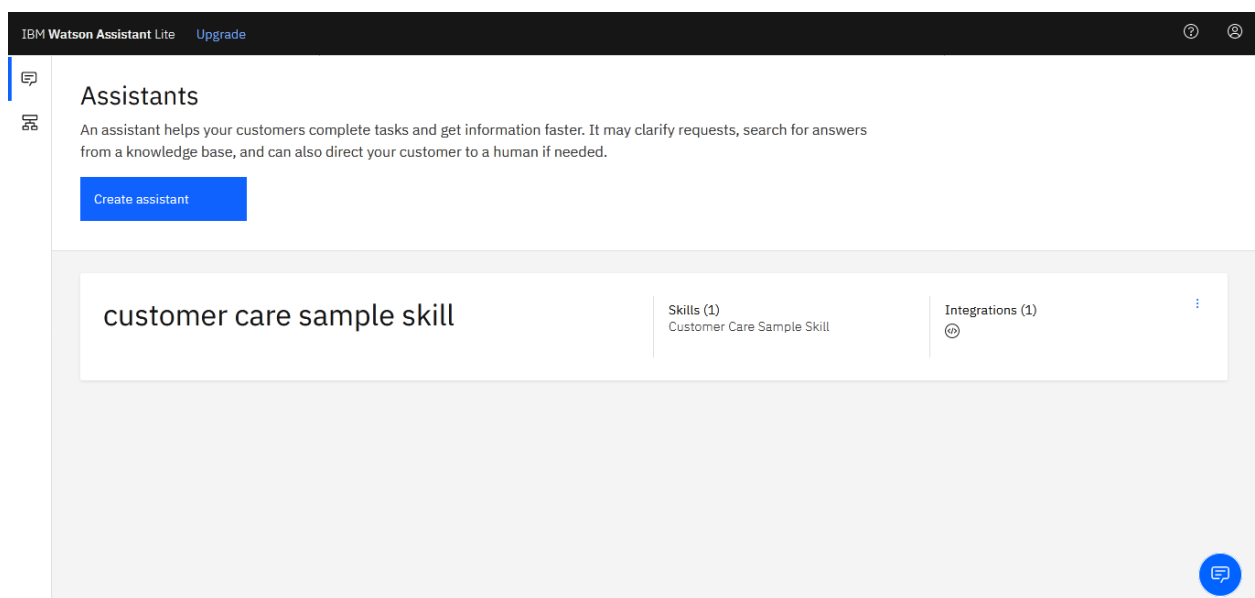 IBM Watson Assistant Lite Upgrade
Assistants
An assistant helps your customers complete tasks and get information faster. It may clarify requests, search for answers
from a knowledge base, and can also direct your customer to a human if needed.
Create assistant
customer care sample skill
Skills (1)
Customer Care Sample Skill
Integrations (1)